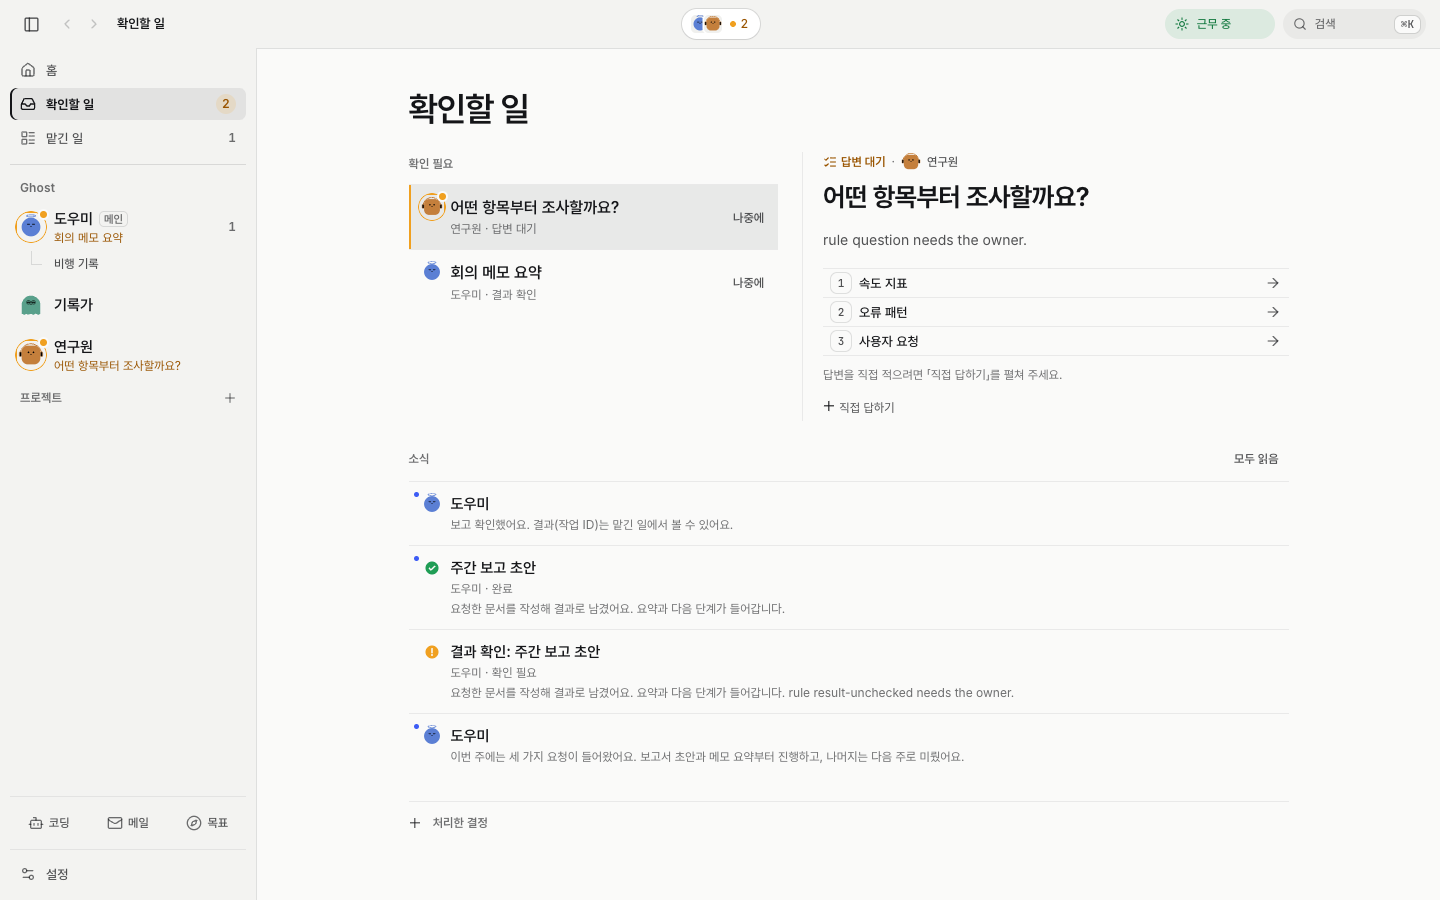 확인할 일
2
근무 중
검색
⌘K
홈
확인할 일
2
맡긴 일
1
Ghost
도우미
메인
회의 메모 요약
1
비행 기록
기록가
연구원
어떤 항목부터 조사할까요?
프로젝트
코딩
메일
목표
설정
확인할 일
확인 필요
어떤 항목부터 조사할까요?
연구원 · 답변 대기
나중에
회의 메모 요약
도우미 · 결과 확인
나중에
답변 대기 · 연구원
어떤 항목부터 조사할까요?
rule question needs the owner.
1 속도 지표
2 오류 패턴
3 사용자 요청
답변을 직접 적으려면 「직접 답하기」를 펼쳐 주세요.
직접 답하기
소식
모두 읽음
도우미
보고 확인했어요. 결과(작업 ID)는 맡긴 일에서 볼 수 있어요.
주간 보고 초안
도우미 · 완료
요청한 문서를 작성해 결과로 남겼어요. 요약과 다음 단계가 들어갑니다.
결과 확인: 주간 보고 초안
도우미 · 확인 필요
요청한 문서를 작성해 결과로 남겼어요. 요약과 다음 단계가 들어갑니다. rule result-unchecked needs the owner.
도우미
이번 주에는 세 가지 요청이 들어왔어요. 보고서 초안과 메모 요약부터 진행하고, 나머지는 다음 주로 미뤘어요.
처리한 결정